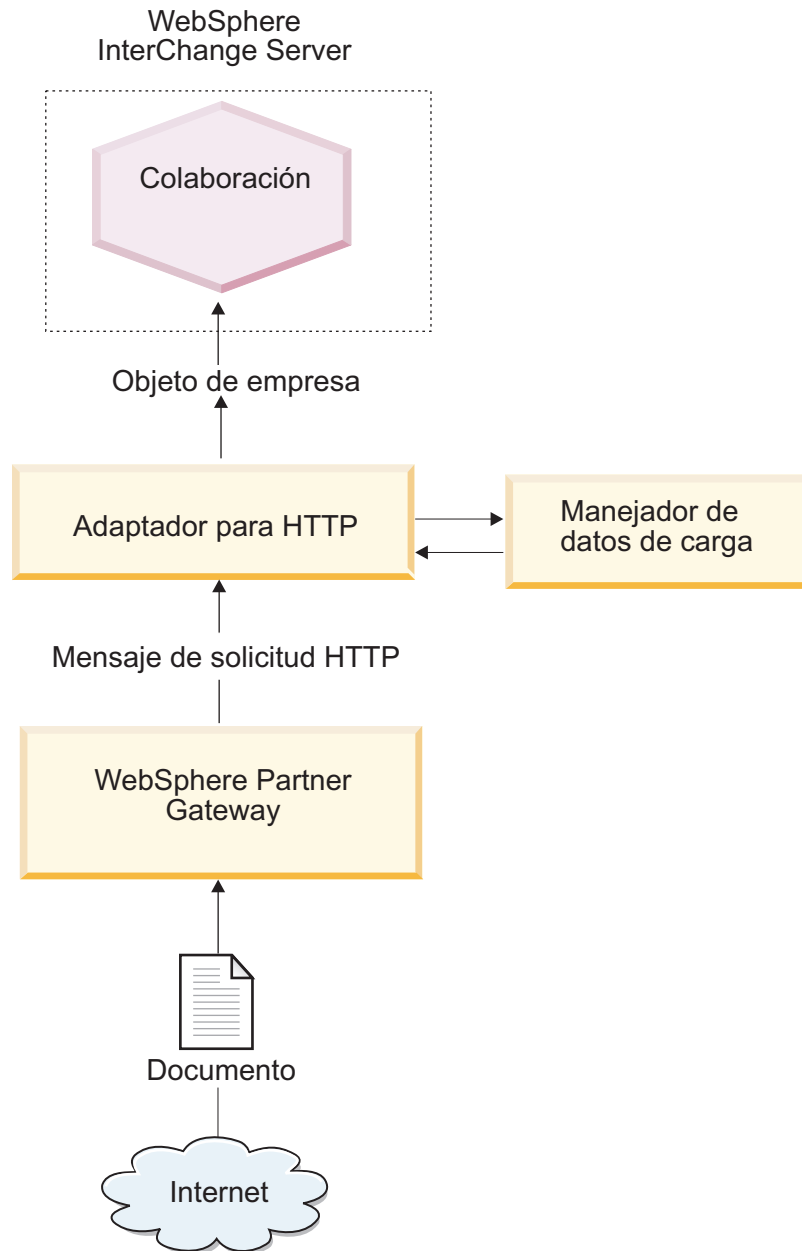 WebSphere
InterChange Server
Colaboración
Objeto de empresa
Adaptador para HTTP
Manejador de
datos de carga
Mensaje de solicitud HTTP
WebSphere Partner
Gateway
Documento
Internet